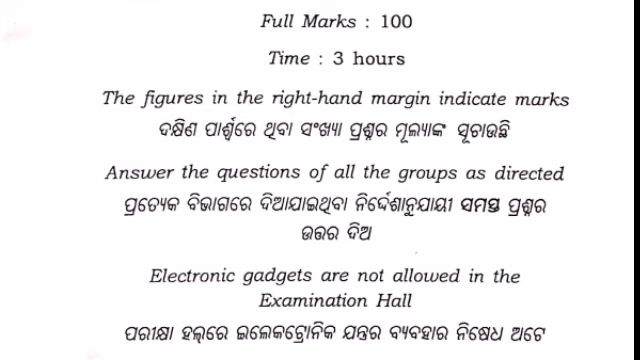 Full Marks : 100
Time : 3 hours
The figures in the right-hand margin indicate marks
ଦକ୍ଷିଣ ପାର୍ଶ୍ୱରେ ଥିବା ସଂଖ୍ୟା ପ୍ରଶ୍ନର ମୂଲ୍ୟାଙ୍କ ସୂଚାଉଛି
Answer the questions of all the groups as directed
ପ୍ରତ୍ୟେକ ବିଭାଗରେ ଦିଆଯାଇଥିବା ନିର୍ଦ୍ଦେଶାନୁଯାୟୀ ସମସ୍ତ ପ୍ରଶ୍ନର
ଉତ୍ତର ଦିଅ
Electronic gadgets are not allowed in the
Examination Hall
ପରୀକ୍ଷା ହଲ୍‌ରେ ଇଲେକଟ୍ରୋନିକ ଯନ୍ତ୍ରର ବ୍ୟବହାର ନିଷେଧ ଅଟେ